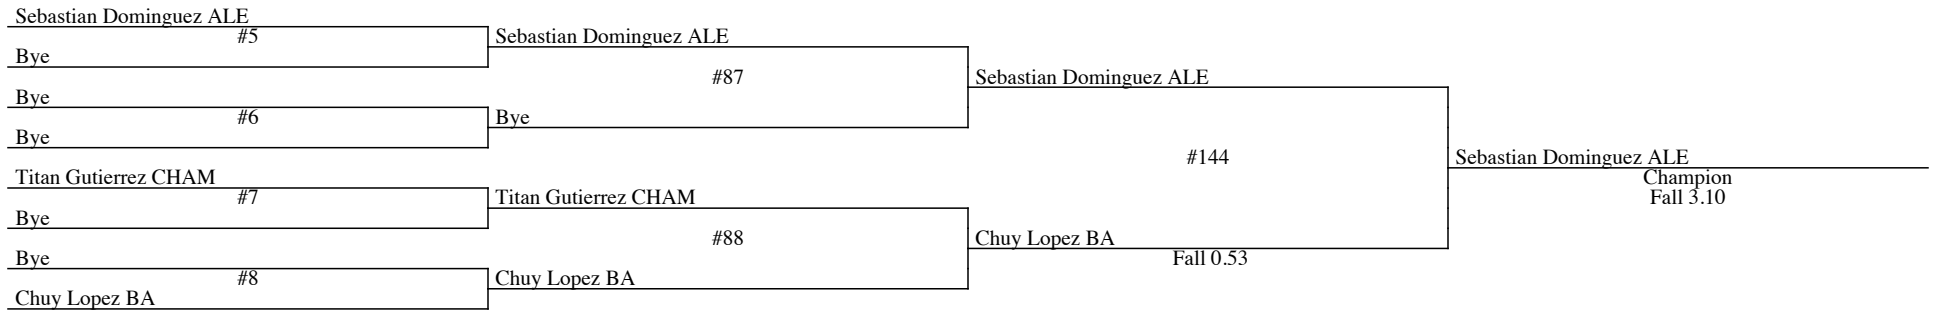 Sebastian Dominguez ALE
#5
Bye
Bye
#6
Bye
Titan Gutierrez CHAM
#7
Bye
Bye
#8
Chuy Lopez BA
Sebastian Dominguez ALE
#87
Bye
Titan Gutierrez CHAM
#88
Chuy Lopez BA
Sebastian Dominguez ALE
#144
Chuy Lopez BA
Fall 0.53
Sebastian Dominguez ALE
Champion
Fall 3.10